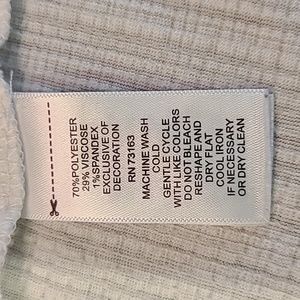 70%POLYESTER
29% VISCOSE
1%SPANDEX
EXCLUSIVE OF
DECORATION
RN 73163
MACHINE WASH
COLD
GENTLE CYCLE
WITH LIKE COLORS
DO NOT BLEACH
RESHAPE AND
DRY FLAT
COOL IRON
IF NECESSARY
OR DRY CLEAN